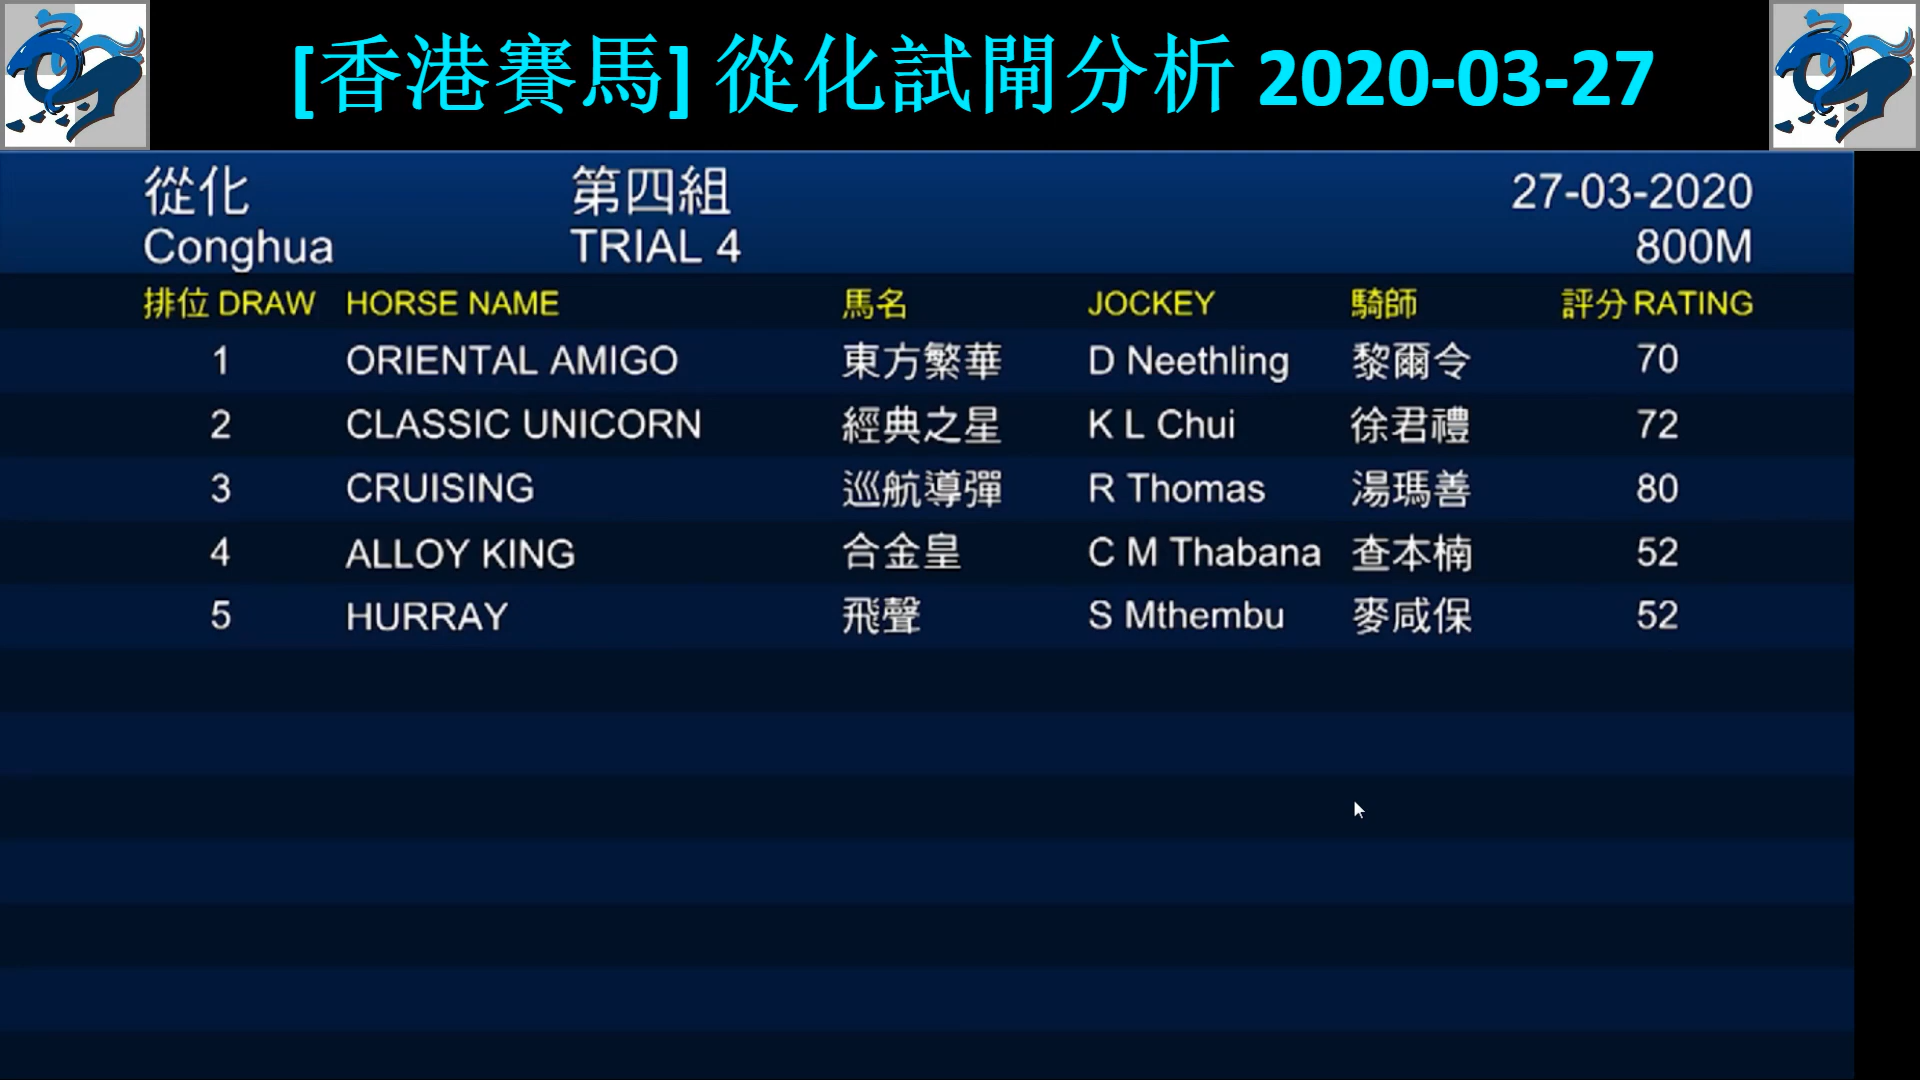 [香港賽馬] 從化試閘分析 2020-03-27
從化 第四組 27-03-2020
Conghua TRIAL 4 800M
排位 DRAW HORSE NAME 馬名 JOCKEY 騎師 評分 RATING
1 ORIENTAL AMIGO 東方繁華 D Neethling 黎爾令 70
2 CLASSIC UNICORN 經典之星 K L Chui 徐君禮 72
3 CRUISING 巡航導彈 R Thomas 湯瑪善 80
4 ALLOY KING 合金皇 C M Thabana 查本楠 52
5 HURRAY 飛聲 S Mthembu 麥咸保 52